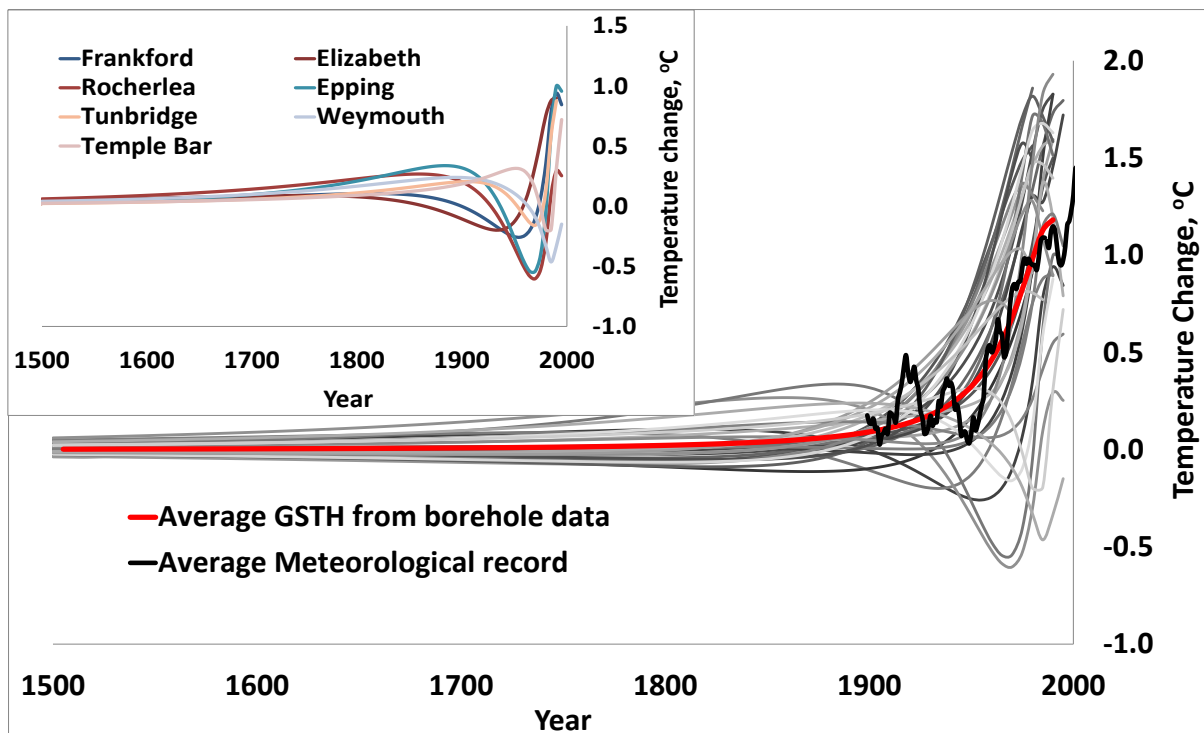 1.5
Frankford Elizabeth
Rocherlea Epping
Tunbridge Weymouth
Temple Bar
1.0
0.5
0.0
-0.5
-1.0
Temperature change, ⁰C
1500 1600 1700 1800 1900 2000
Year
2.0
1.5
1.0
0.5
0.0
-0.5
-1.0
Temperature Change, ⁰C
Average GSTH from borehole data
Average Meteorological record
1500 1600 1700 1800 1900 2000
Year